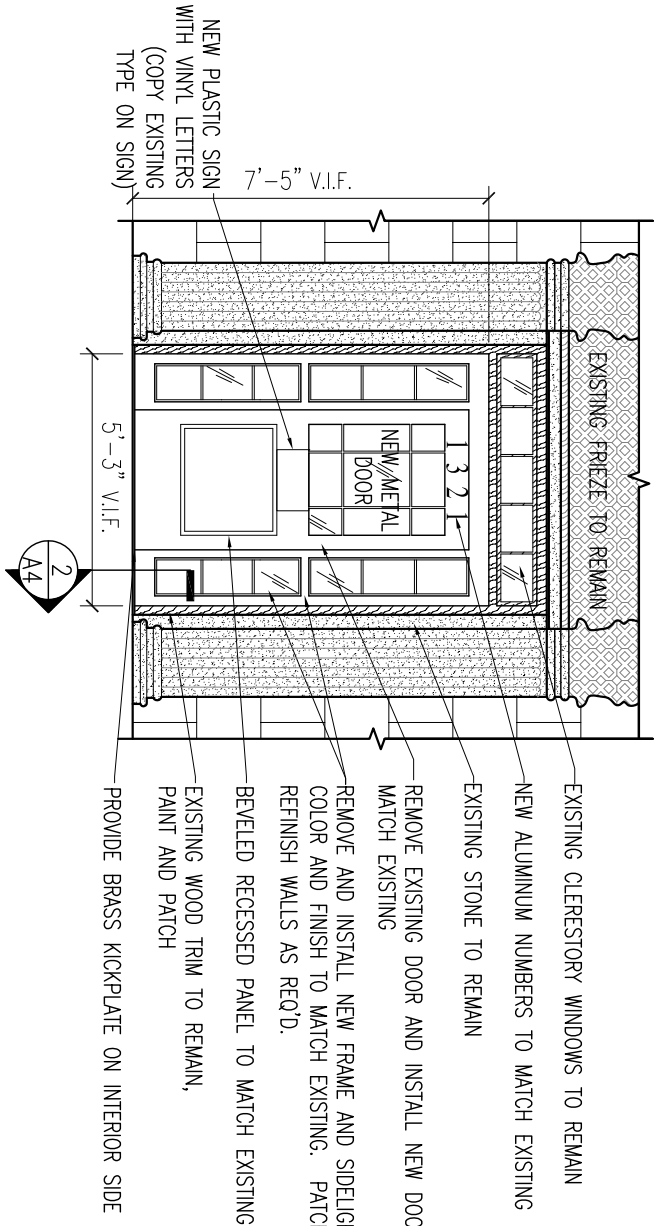 EXISTING FRIEZE TO REMAIN
1321
NEW METAL
DOOR
7'-5" V.I.F.
5'-3" V.I.F.
2
A4
NEW PLASTIC SIGN
WITH VINYL LETTERS
(COPY EXISTING
TYPE ON SIGN)
EXISTING CLERESTORY WINDOWS TO REMAIN
NEW ALUMINUM NUMBERS TO MATCH EXISTING
EXISTING STONE TO REMAIN
REMOVE EXISTING DOOR AND INSTALL NEW DOO
MATCH EXISTING
REMOVE AND INSTALL NEW FRAME AND SIDELIGH
COLOR AND FINISH TO MATCH EXISTING. PATCH
REFINISH WALLS AS REQ'D.
BEVELED RECESSED PANEL TO MATCH EXISTING
EXISTING WOOD TRIM TO REMAIN,
PAINT AND PATCH
PROVIDE BRASS KICKPLATE ON INTERIOR SIDE